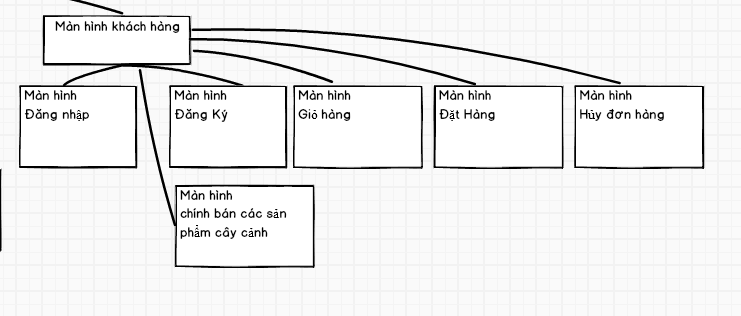 Màn hình khách hàng
Màn hình
Đăng nhập
Màn hình
Đăng Ký
Màn hình
Giỏ hàng
Màn hình
Đặt Hàng
Màn hình
Hủy đơn hàng
Màn hình
chính bán các sản
phẩm cây cảnh